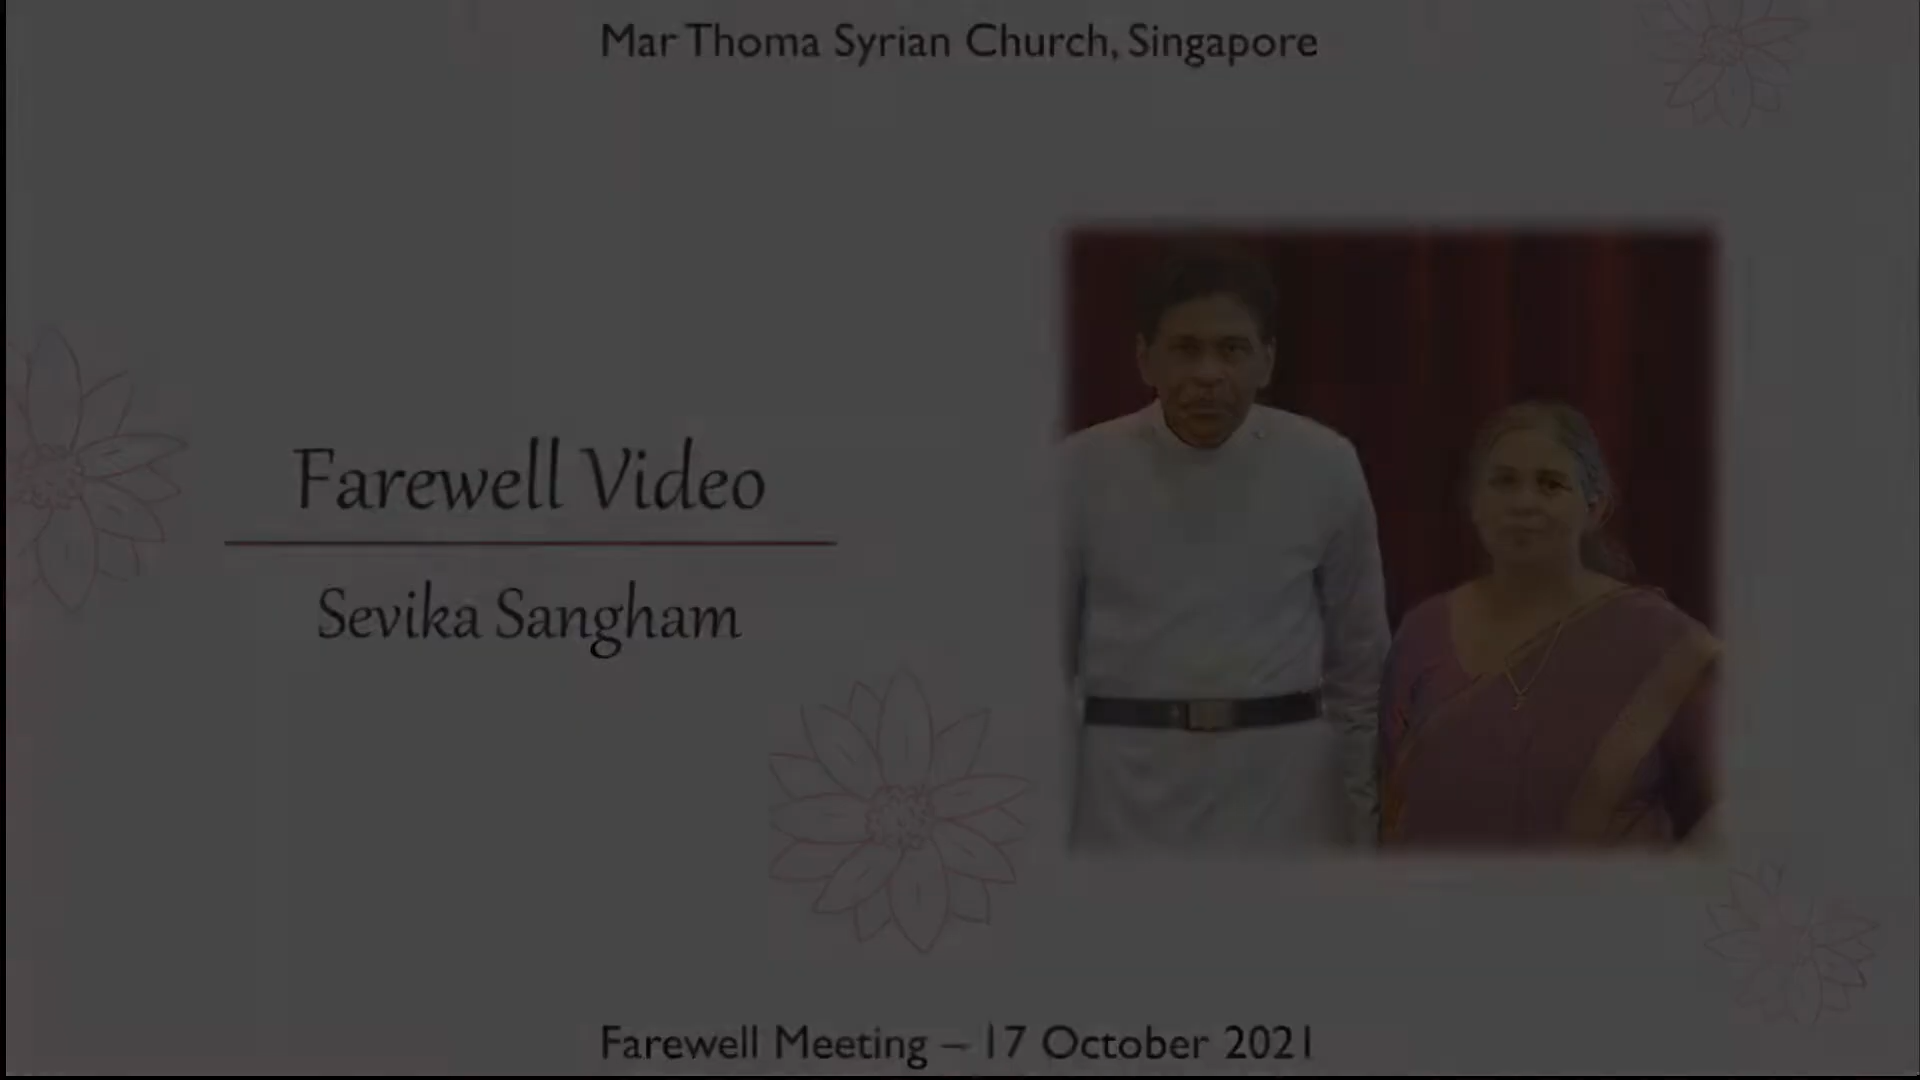 Mar Thoma Syrian Church, Singapore
Farewell Video
Sevika Sangham
Farewell Meeting – 17 October 2021